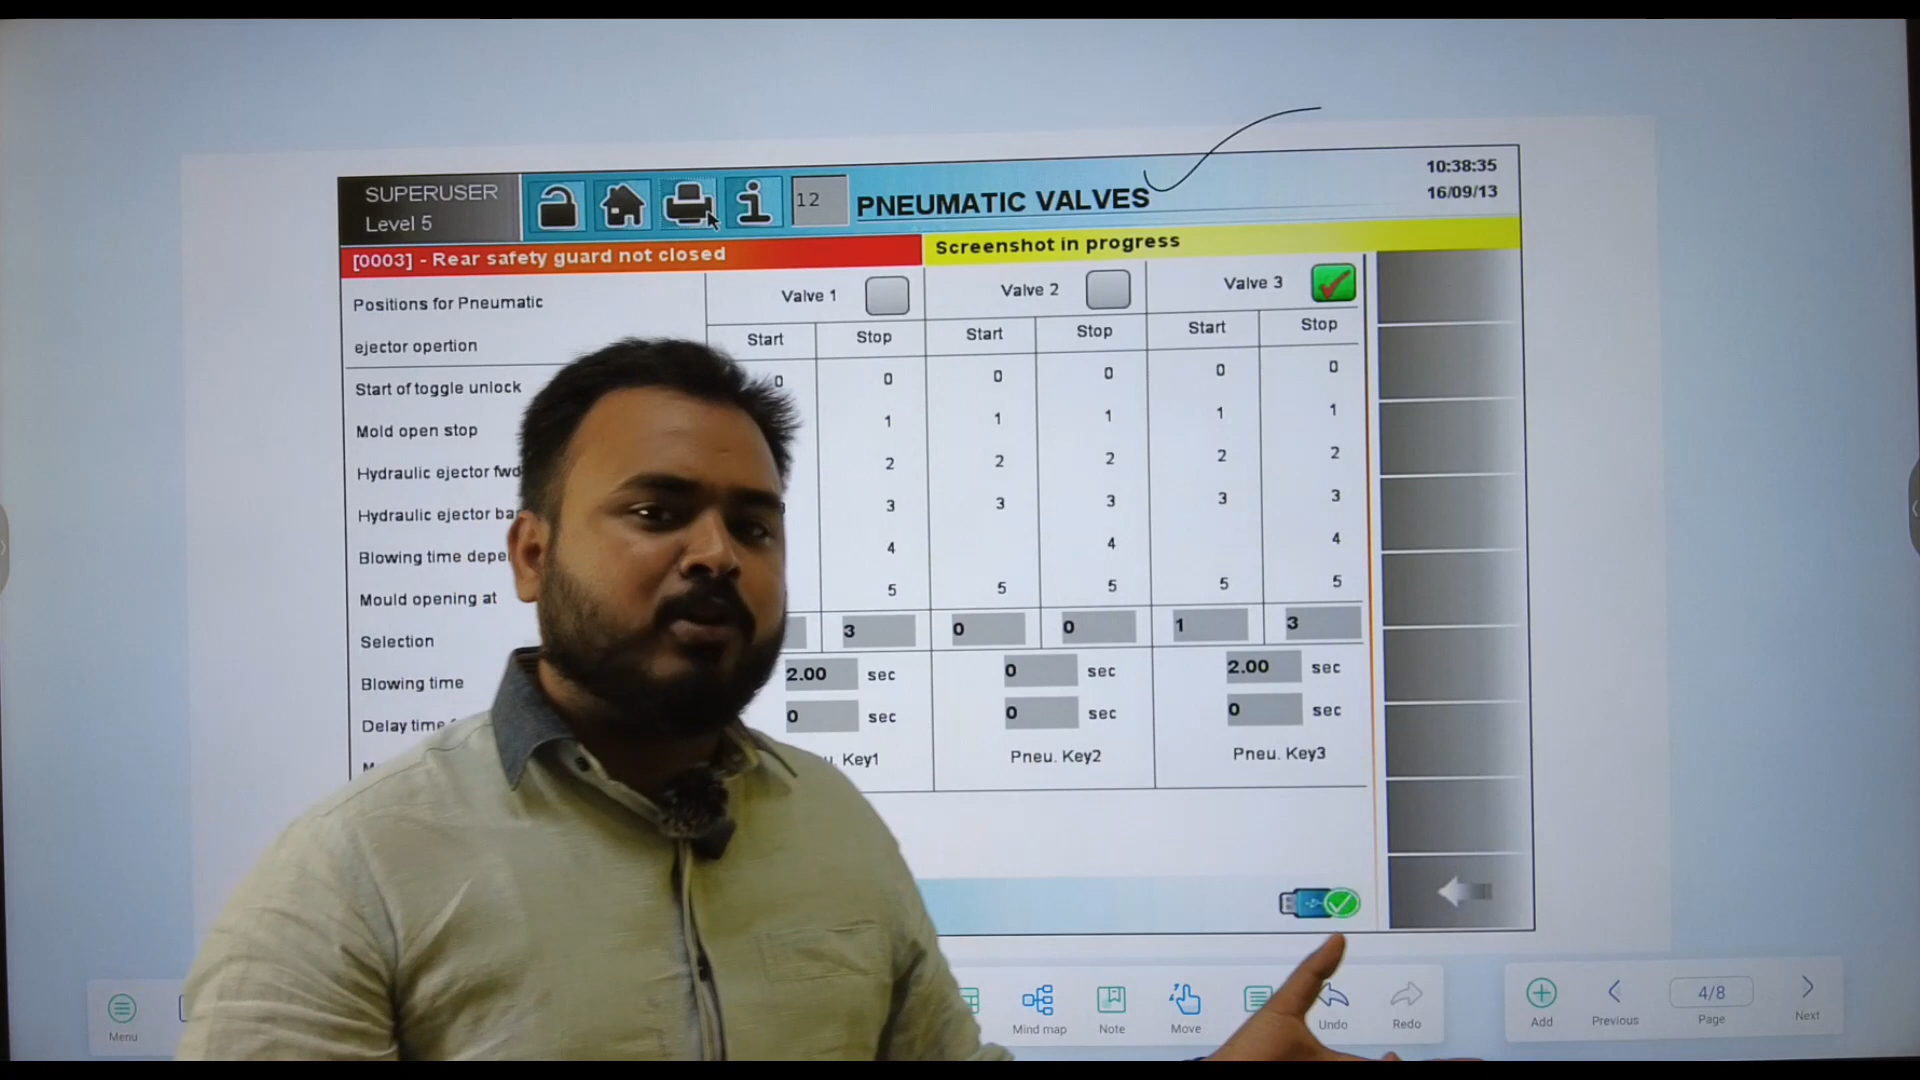 SUPERUSER
Level 5
12
PNEUMATIC VALVES
10:38:35
16/09/13
[0003] - Rear safety guard not closed
Screenshot in progress
Positions for Pneumatic
ejector opertion
Valve 1
Valve 2
Valve 3
Start Stop Start Stop Start Stop
Start of toggle unlock 0 0 0 0 0 0
Mold open stop 1 1 1 1 1
Hydraulic ejector fwd 2 2 2 2 2
Hydraulic ejector 3 3 3 3 3
Blowing time 4 4 4
Mould opening at 5 5 5 5 5
Selection 3 0 0 1 3
Blowing time 2.00 sec 0 sec 2.00 sec
Delay time 0 sec 0 sec 0 sec
Key1 Pneu. Key2 Pneu. Key3
Menu
Mind map
Note
Move
Undo
Redo
Add
Previous
4/8
Page
Next